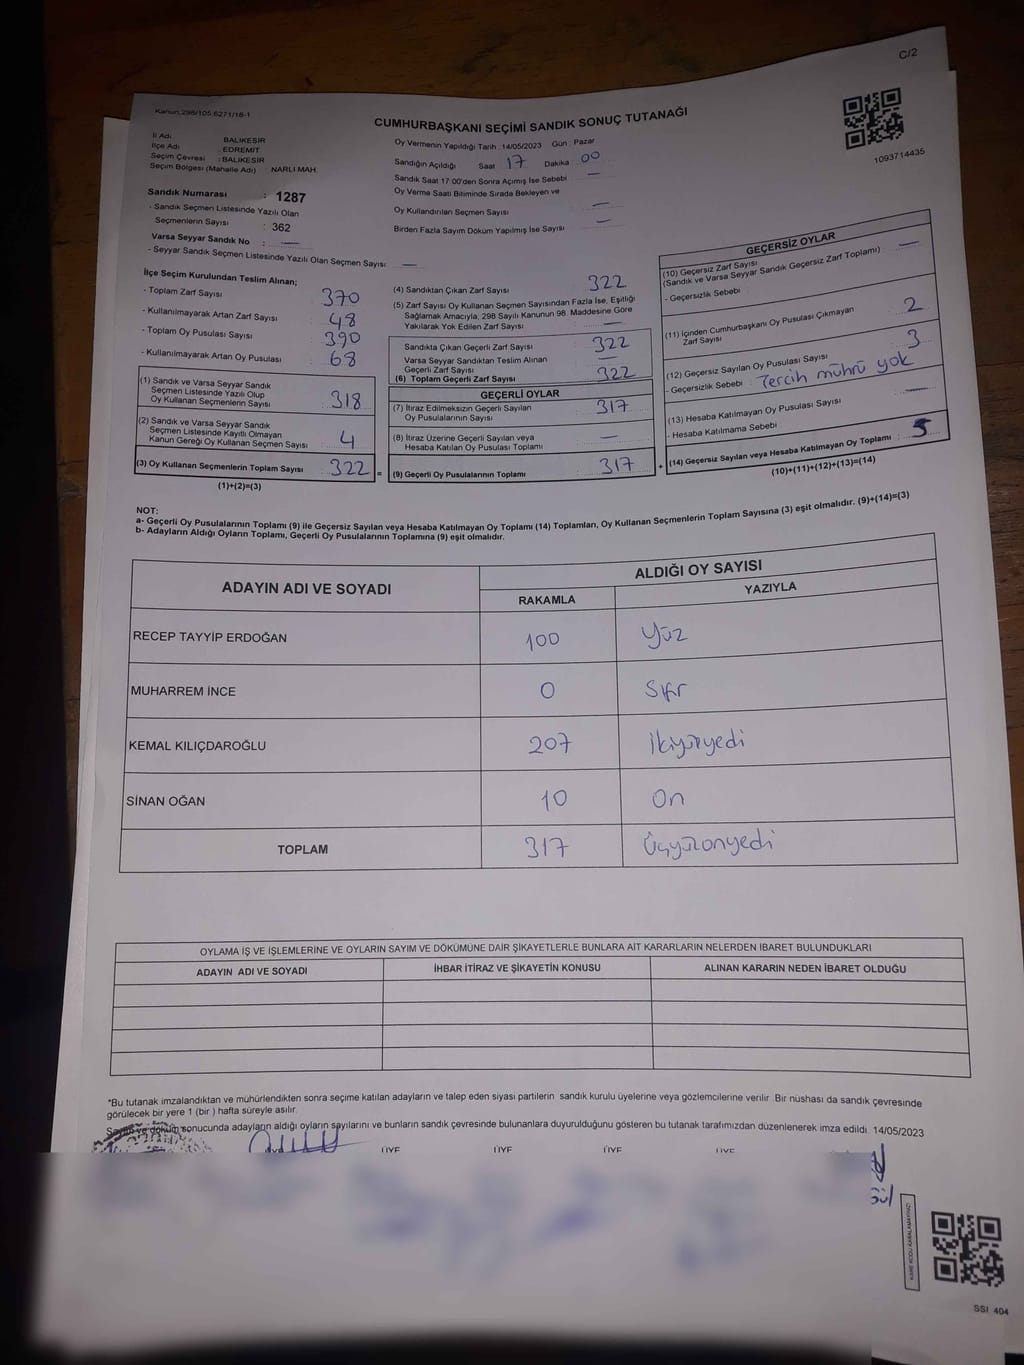 C/2
Kanun:298/105 6271/18-1
CUMHURBAŞKANI SEÇİMİ SANDIK SONUÇ TUTANAĞI
1093714435
İl Adı : BALIKESİR
İlçe Adı : EDREMİT
Seçim Çevresi : BALIKESİR
Seçim Bölgesi (Mahalle Adı) NARLI MAH.
Oy Vermenin Yapıldığı Tarih :14/05/2023 Gün : Pazar
Sandığın Açıldığı Saat 17 Dakika 00
Sandık Saat 17.00'den Sonra Açımış İse Sebebi —
Oy Verme Saati Bitiminde Sırada Bekleyen ve
Oy Kullandırılan Seçmen Sayısı —
Birden Fazla Sayım Döküm Yapılmış İse Sayısı —
Sandık Numarası : 1287
- Sandık Seçmen Listesinde Yazılı Olan
Seçmenlerin Sayısı : 362
Varsa Seyyar Sandık No : —
- Seyyar Sandık Seçmen Listesinde Yazılı Olan Seçmen Sayısı: —
İlçe Seçim Kurulundan Teslim Alınan;
- Toplam Zarf Sayısı 370
- Kullanılmayarak Artan Zarf Sayısı 48
- Toplam Oy Pusulası Sayısı 390
- Kullanılmayarak Artan Oy Pusulası 68
(1) Sandık ve Varsa Seyyar Sandık
Seçmen Listesinde Yazılı Olup
Oy Kullanan Seçmenlerin Sayısı 318
(2) Sandık ve Varsa Seyyar Sandık
Seçmen Listesinde Kayıtlı Olmayan
Kanun Gereği Oy Kullanan Seçmen Sayısı 4
(3) Oy Kullanan Seçmenlerin Toplam Sayısı 322 =
(1)+(2)=(3)
(4) Sandıktan Çıkan Zarf Sayısı 322
(5) Zarf Sayısı Oy Kullanan Seçmen Sayısından Fazla İse, Eşitliği
Sağlamak Amacıyla, 298 Sayılı Kanunun 98. Maddesine Göre
Yakılarak Yok Edilen Zarf Sayısı —
Sandıkta Çıkan Geçerli Zarf Sayısı 322
Varsa Seyyar Sandıktan Teslim Alınan
Geçerli Zarf Sayısı —
(6) Toplam Geçerli Zarf Sayısı 322
GEÇERLİ OYLAR
(7) İtiraz Edilmeksizin Geçerli Sayılan
Oy Pusulalarının Sayısı 317
(8) İtiraz Üzerine Geçerli Sayılan veya
Hesaba Katılan Oy Pusulası Toplamı —
(9) Geçerli Oy Pusulalarının Toplamı 317 +
GEÇERSİZ OYLAR
(10) Geçersiz Zarf Sayısı
(Sandık ve Varsa Seyyar Sandık Geçersiz Zarf Toplamı) —
- Geçersizlik Sebebi
(11) İçinden Cumhurbaşkanı Oy Pusulası Çıkmayan
Zarf Sayısı 2
(12) Geçersiz Sayılan Oy Pusulası Sayısı 3
- Geçersizlik Sebebi : Tercih mührü yok
(13) Hesaba Katılmayan Oy Pusulası Sayısı —
- Hesaba Katılmama Sebebi
(14) Geçersiz Sayılan veya Hesaba Katılmayan Oy Toplamı 5
(10)+(11)+(12)+(13)=(14)
NOT:
a- Geçerli Oy Pusulalarının Toplamı (9) ile Geçersiz Sayılan veya Hesaba Katılmayan Oy Toplamı (14) Toplamları, Oy Kullanan Seçmenlerin Toplam Sayısına (3) eşit olmalıdır. (9)+(14)=(3)
b- Adayların Aldığı Oyların Toplamı, Geçerli Oy Pusulalarının Toplamına (9) eşit olmalıdır.
ADAYIN ADI VE SOYADI
ALDIĞI OY SAYISI
RAKAMLA YAZIYLA
RECEP TAYYİP ERDOĞAN 100 Yüz
MUHARREM İNCE 0 Sıfır
KEMAL KILIÇDAROĞLU 207 İkiyüzyedi
SİNAN OĞAN 10 On
TOPLAM 317 Üçyüzonyedi
OYLAMA İŞ VE İŞLEMLERİNE VE OYLARIN SAYIM VE DÖKÜMÜNE DAİR ŞİKAYETLERLE BUNLARA AİT KARARLARIN NELERDEN İBARET BULUNDUKLARI
ADAYIN ADI VE SOYADI İHBAR İTİRAZ VE ŞİKAYETİN KONUSU ALINAN KARARIN NEDEN İBARET OLDUĞU
*Bu tutanak imzalandıktan ve mühürlendikten sonra seçime katılan adayların ve talep eden siyasi partilerin sandık kurulu üyelerine veya gözlemcilerine verilir .Bir nüshası da sandık çevresinde
görülecek bir yere 1 (bir ) hafta süreyle asılır.
Sayım ve döküm sonucunda adayların aldığı oyların sayılarını ve bunların sandık çevresinde bulunanlara duyurulduğunu gösteren bu tutanak tarafımızdan düzenlenerek imza edildi. 14/05/2023
ÜYE ÜYE ÜYE ÜYE
SSI 404